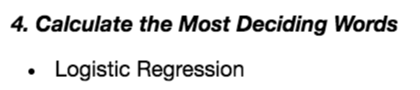 4. Calculate the Most Deciding Words
• Logistic Regression